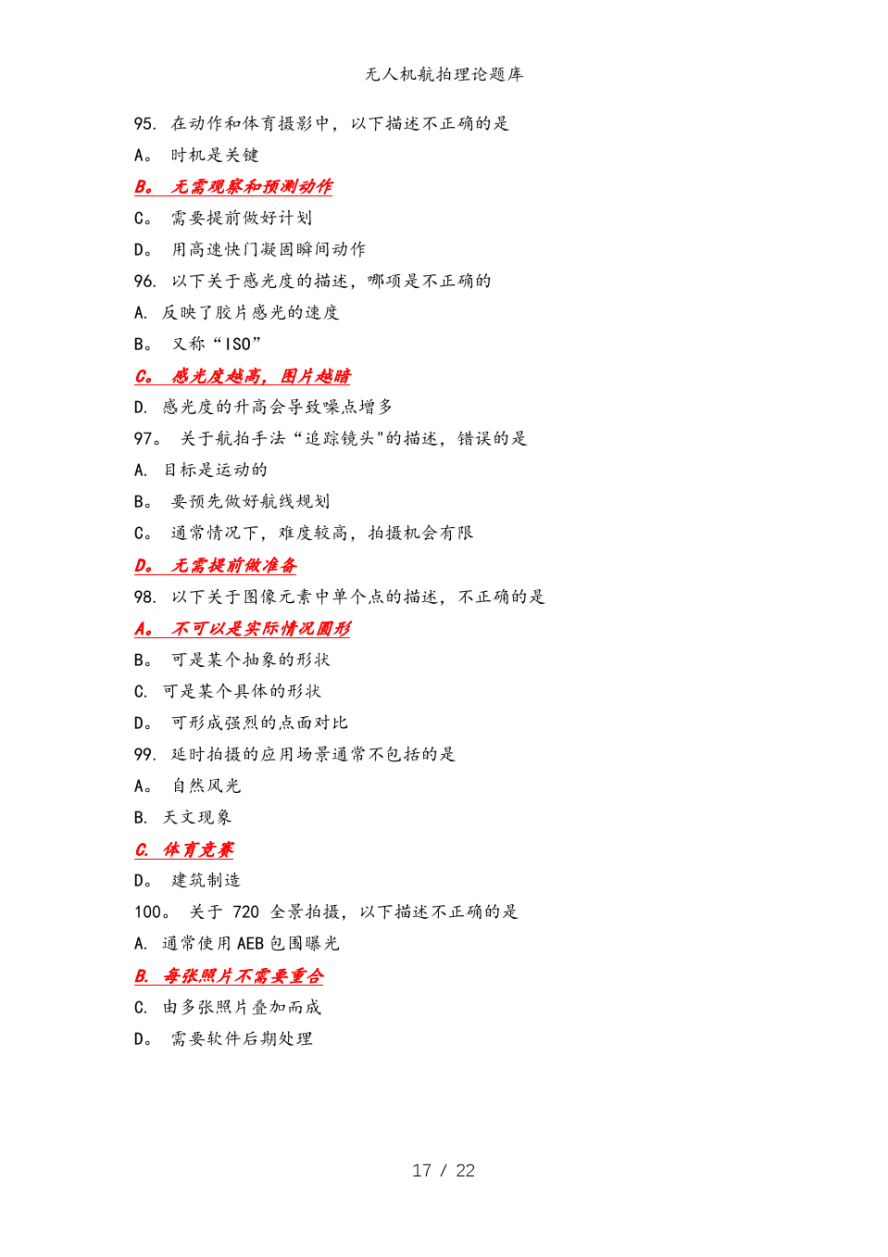 无人机航拍理论题库
95. 在动作和体育摄影中，以下描述不正确的是
A。 时机是关键
B。 无需观察和预测动作
C。 需要提前做好计划
D。 用高速快门凝固瞬间动作
96. 以下关于感光度的描述，哪项是不正确的
A. 反映了胶片感光的速度
B。 又称“ISO”
C。 感光度越高，图片越暗
D. 感光度的升高会导致噪点增多
97。 关于航拍手法“追踪镜头"的描述，错误的是
A. 目标是运动的
B。 要预先做好航线规划
C。 通常情况下，难度较高，拍摄机会有限
D。 无需提前做准备
98. 以下关于图像元素中单个点的描述，不正确的是
A。 不可以是实际情况圆形
B。 可是某个抽象的形状
C. 可是某个具体的形状
D。 可形成强烈的点面对比
99. 延时拍摄的应用场景通常不包括的是
A。 自然风光
B. 天文现象
C. 体育竞赛
D。 建筑制造
100。 关于 720 全景拍摄，以下描述不正确的是
A. 通常使用 AEB 包围曝光
B. 每张照片不需要重合
C. 由多张照片叠加而成
D。 需要软件后期处理
17 / 22